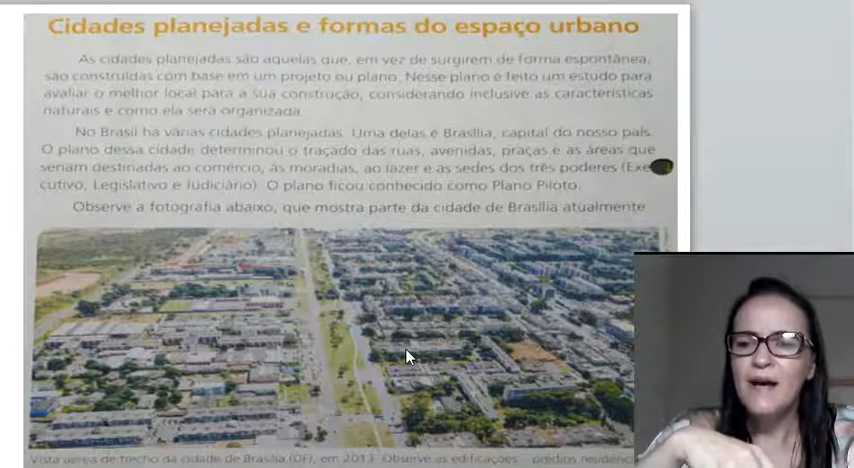 Cidades planejadas e formas do espaço urbano
As cidades planejadas são aquelas que, em vez de surgirem de forma espontânea,
são construídas com base em um projeto ou plano. Nesse plano é feito um estudo para
avaliar o melhor local para a sua construção, considerando inclusive as características
naturais e como ela será organizada.
No Brasil há várias cidades planejadas. Uma delas é Brasília, capital do nosso país.
O plano dessa cidade determinou o traçado das ruas, avenidas, praças e as áreas que
seriam destinadas ao comércio, às moradias, ao lazer e às sedes dos três poderes (Exe
cutivo, Legislativo e Judiciário). O plano ficou conhecido como Plano Piloto.
Observe a fotografia abaixo, que mostra parte da cidade de Brasília atualmente
Vista aérea de trecho da cidade de Brasília (DF), em 2013. Observe as edificações prédios